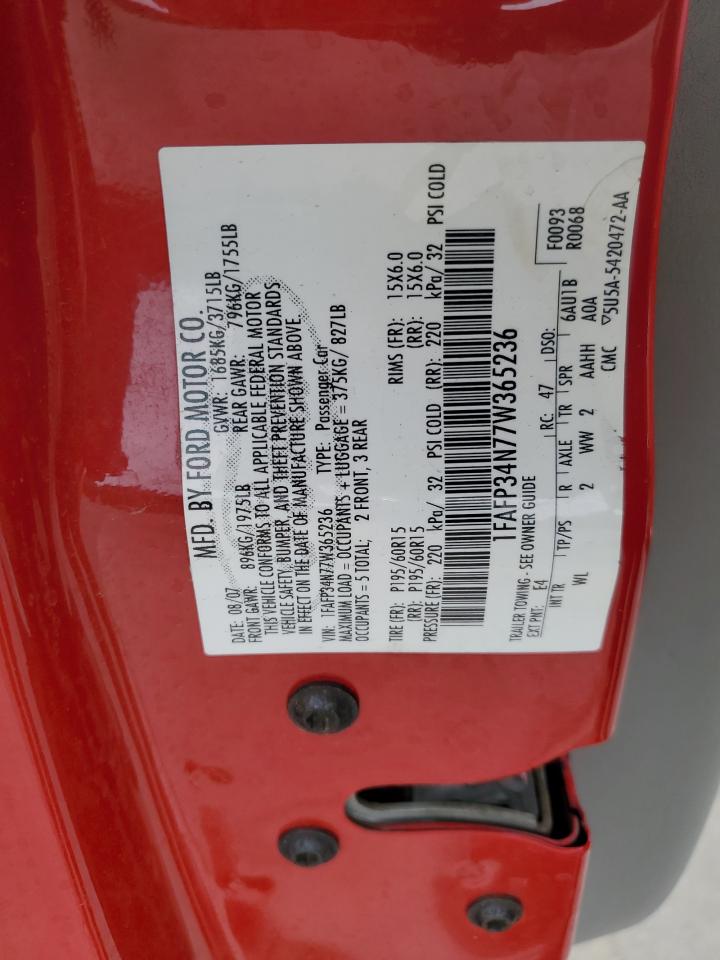 MFD. BY FORD MOTOR CO.
DATE: 08/07 GVWR: 1685KG/3715LB
FRONT GAWR: 896KG/1975LB REAR GAWR: 796KG/1755LB
THIS VEHICLE CONFORMS TO ALL APPLICABLE FEDERAL MOTOR
VEHICLE SAFETY, BUMPER, AND THEFT PREVENTION STANDARDS
IN EFFECT ON THE DATE OF MANUFACTURE SHOWN ABOVE.
VIN: 1FAFP34N77W365236 TYPE: Passenger Car
MAXIMUM LOAD = OCCUPANTS + LUGGAGE = 375KG/ 827LB
OCCUPANTS = 5 TOTAL: 2 FRONT, 3 REAR
TIRE (FR): P195/60R15 RIMS (FR): 15X6.0
(RR): P195/60R15 (RR): 15X6.0
PRESSURE (FR): 220 kPa/ 32 PSI COLD (RR): 220 kPa/ 32 PSI COLD
1FAFP34N77W365236
TRAILER TOWING - SEE OWNER GUIDE
EXT PNT: E4 RC: 47 DSO: F0093
R0068
INT TR TP/PS R AXLE TR SPR 6AU1B
WL 2 WW 2 AAHH A0A
CMC ▽5U5A-5420472-AA